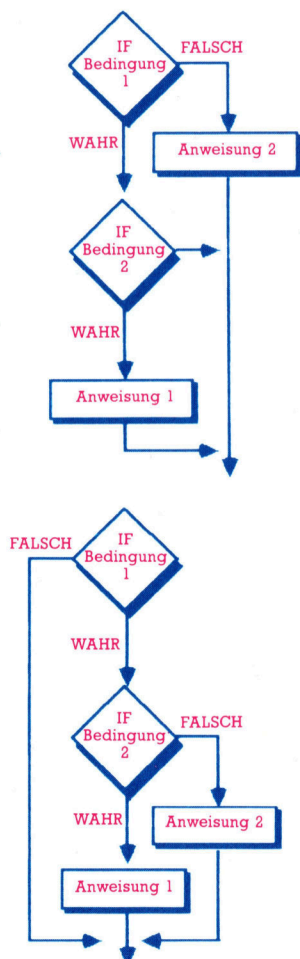 IF
Bedingung
1
FALSCH
WAHR
Anweisung 2
IF
Bedingung
2
WAHR
Anweisung 1
FALSCH
IF
Bedingung
1
WAHR
IF
Bedingung
2
FALSCH
WAHR
Anweisung 2
Anweisung 1